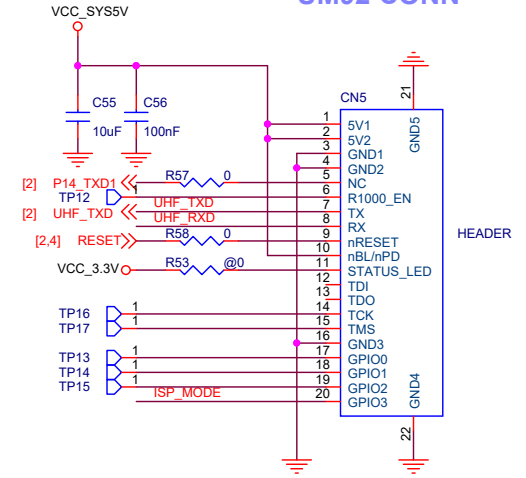 VCC_SYS5V
C55
C56
10uF
100nF
CN5
21
GND5
1
5V1
2
5V2
3
GND1
4
GND2
[2]
P14_TXD1
R57
0
5
NC
TP12
1
6
R1000_EN
[2]
UHF_TXD
UHF_TXD
7
TX
UHF_RXD
8
RX
[2,4]
RESET
R58
0
9
nRESET
HEADER
10
nBL/nPD
VCC_3.3V
R53
@0
11
STATUS_LED
12
TDI
13
TDO
TP16
1
14
TCK
TP17
1
15
TMS
16
GND3
TP13
1
17
GPIO0
TP14
1
18
GPIO1
TP15
1
19
GPIO2
ISP_MODE
20
GPIO3
GND4
22